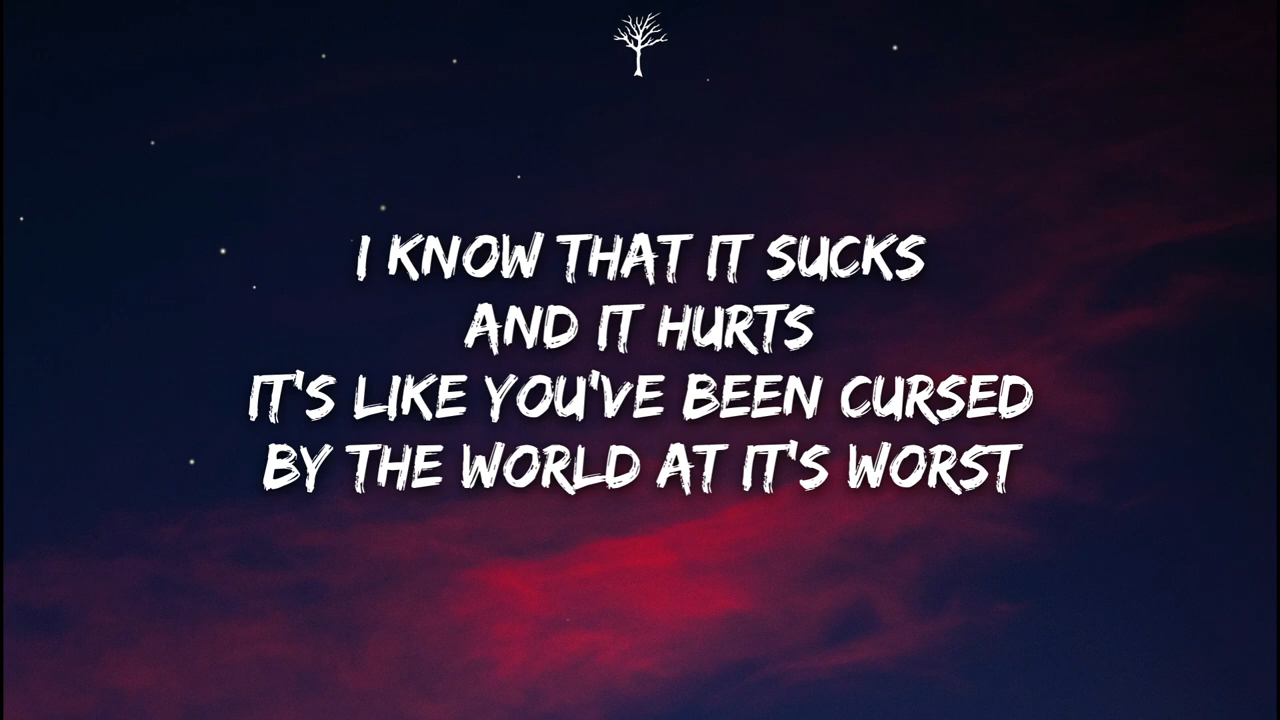 I KNOW THAT IT SUCKS
AND IT HURTS
IT'S LIKE YOU'VE BEEN CURSED
BY THE WORLD AT IT'S WORST